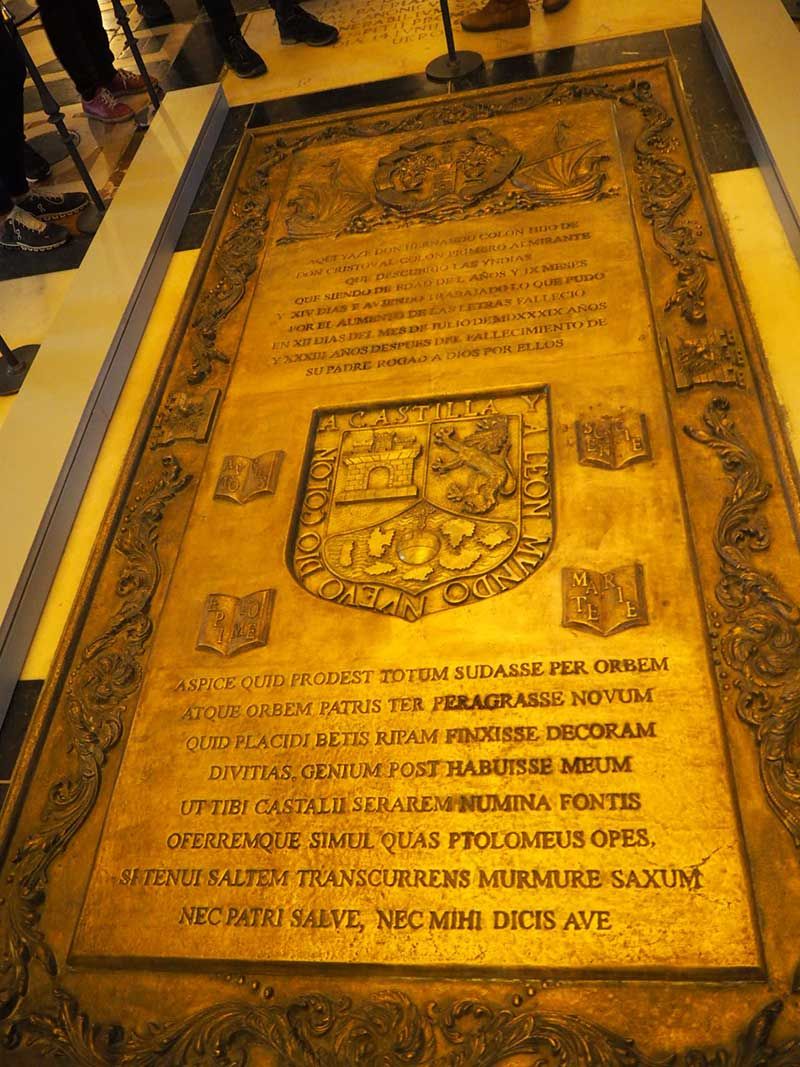 AQUI YAZE DON HERNANDO COLON HIJO DE
DON CRISTOVAL COLON PRIMERO ALMIRANTE
QUE DESCUBRIO LAS YNDIAS
QUE SIENDO DE EDAD DE L AÑOS Y IX MESES
Y XIV DIAS E AVIENDO TRABAJADO LO QUE PUDO
POR EL AUMENTO DE LAS LETRAS FALLECIO
EN XII DIAS DEL MES DE JULIO DE MDXXXIX AÑOS
Y XXXIII AÑOS DESPUES DEL FALLECIMIENTO DE
SU PADRE ROGAD A DIOS POR ELLOS
A CASTILLA Y A LEON MUNDO NUEVO DIO COLON
MARTE
RIE
ASPICE QUID PRODEST TOTUM SUDASSE PER ORBEM
ATQUE ORBEM PATRIS TER PERAGRASSE NOVUM
QUID PLACIDI BETIS RIPAM FINXISSE DECORAM
DIVITIAS, GENIUM POST HABUISSE MEUM
UT TIBI CASTALII SERAREM NUMINA FONTIS
OFERREMQUE SIMUL QUAS PTOLOMEUS OPES,
SI TENUI SALTEM TRANSCURRENS MURMURE SAXUM
NEC PATRI SALVE, NEC MIHI DICIS AVE